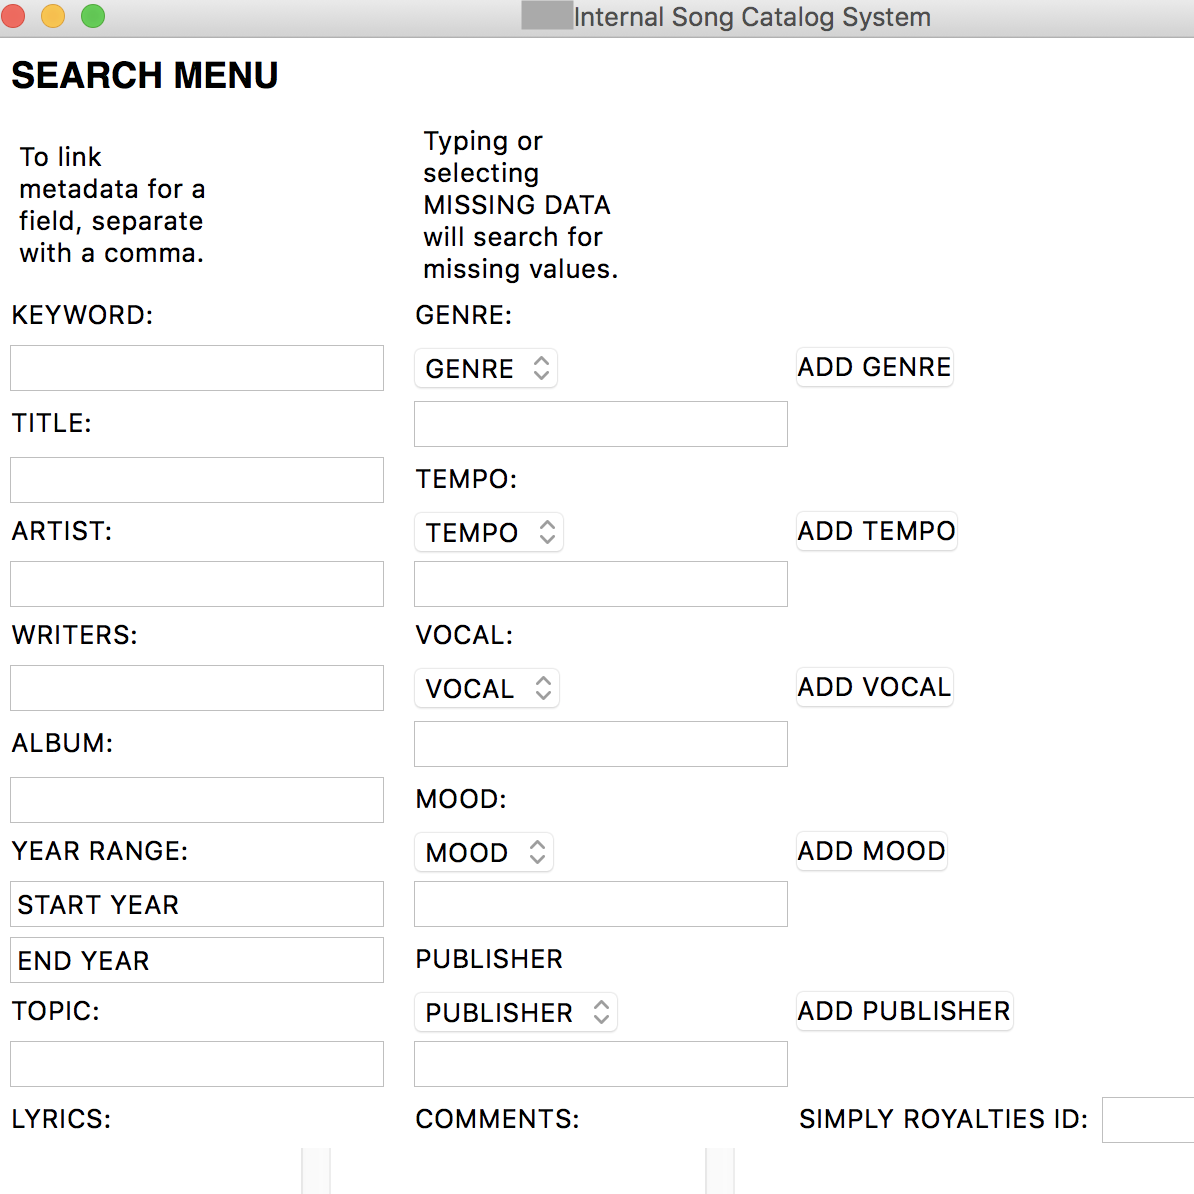 Internal Song Catalog System
SEARCH MENU
To link
metadata for a
field, separate
with a comma.
Typing or
selecting
MISSING DATA
will search for
missing values.
KEYWORD:
GENRE:
GENRE
ADD GENRE
TITLE:
TEMPO:
ARTIST:
TEMPO
ADD TEMPO
WRITERS:
VOCAL:
VOCAL
ADD VOCAL
ALBUM:
MOOD:
YEAR RANGE:
MOOD
ADD MOOD
START YEAR
END YEAR
PUBLISHER
TOPIC:
PUBLISHER
ADD PUBLISHER
LYRICS:
COMMENTS:
SIMPLY ROYALTIES ID: